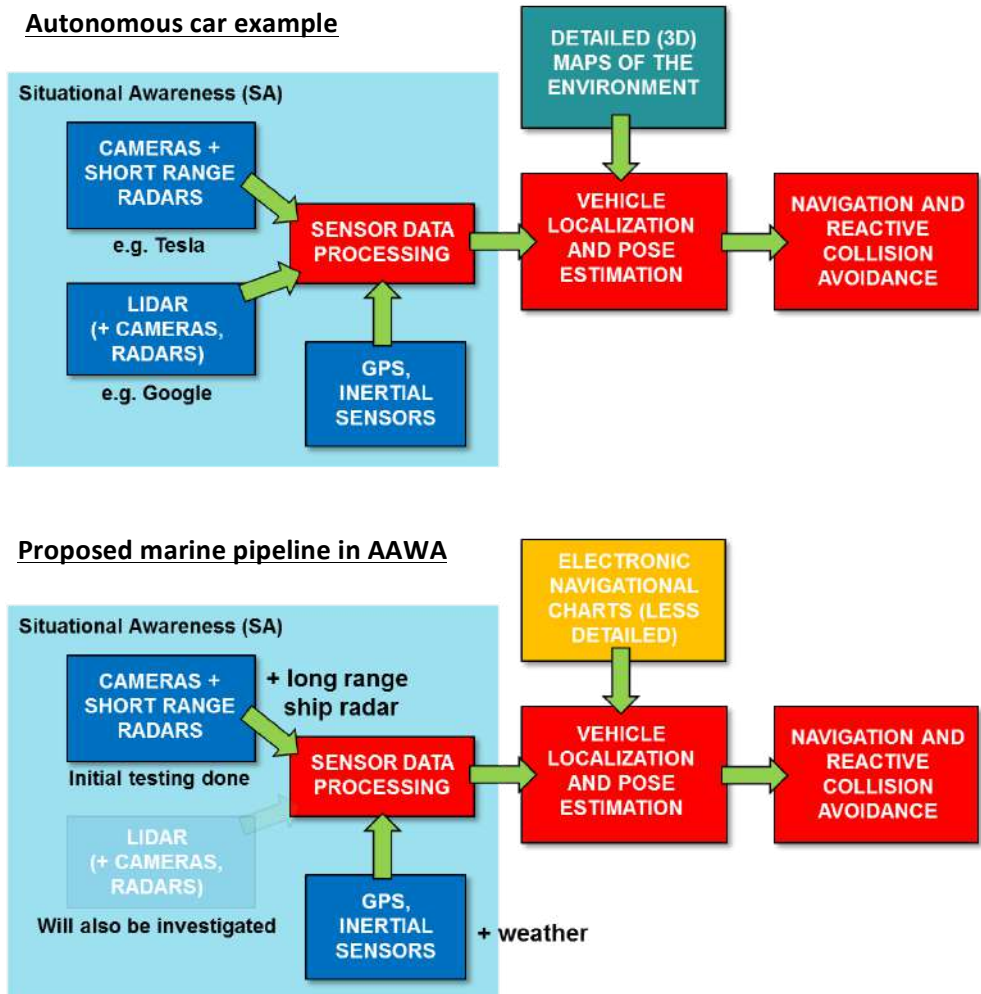 Autonomous car example
DETAILED (3D)
MAPS OF THE
ENVIRONMENT
Situational Awareness (SA)
CAMERAS +
SHORT RANGE
RADARS
e.g. Tesla
SENSOR DATA
PROCESSING
VEHICLE
LOCALIZATION
AND POSE
ESTIMATION
NAVIGATION AND
REACTIVE
COLLISION
AVOIDANCE
LIDAR
(+ CAMERAS,
RADARS)
e.g. Google
GPS,
INERTIAL
SENSORS
Proposed marine pipeline in AAWA
ELECTRONIC
NAVIGATIONAL
CHARTS (LESS
DETAILED)
Situational Awareness (SA)
CAMERAS +
SHORT RANGE
RADARS
+ long range
ship radar
Initial testing done
SENSOR DATA
PROCESSING
VEHICLE
LOCALIZATION
AND POSE
ESTIMATION
NAVIGATION AND
REACTIVE
COLLISION
AVOIDANCE
LIDAR
(+ CAMERAS,
RADARS)
Will also be investigated
GPS,
INERTIAL
SENSORS
+ weather